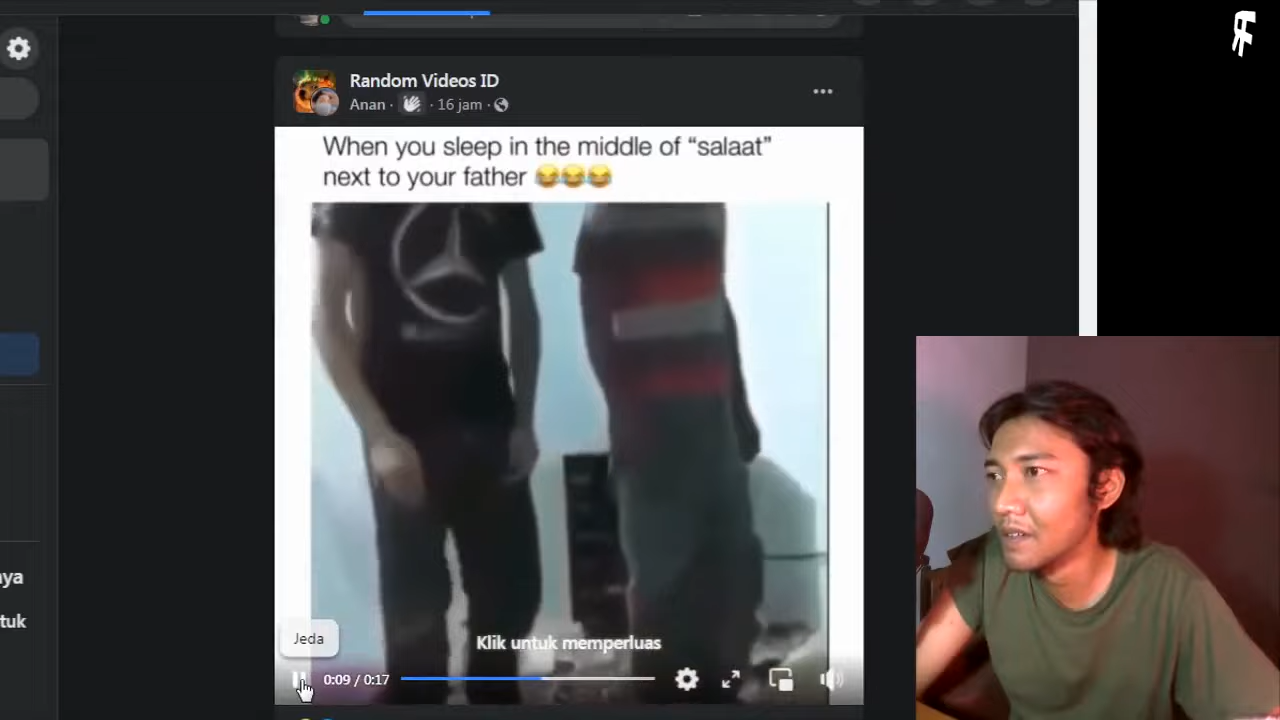 Random Videos ID
Anan · 16 jam ·
When you sleep in the middle of “salaat”
next to your father 😂😂😂
aya
tuk
Jeda
Klik untuk memperluas
0:09 / 0:17